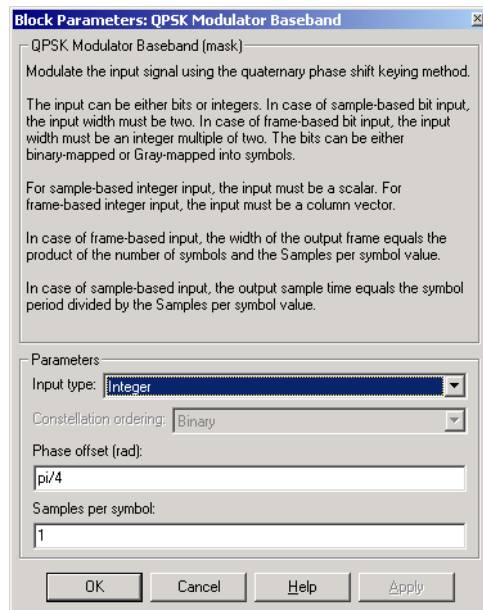 Block Parameters: QPSK Modulator Baseband
QPSK Modulator Baseband (mask)
Modulate the input signal using the quaternary phase shift keying method.
The input can be either bits or integers. In case of sample-based bit input,
the input width must be two. In case of frame-based bit input, the input
width must be an integer multiple of two. The bits can be either
binary-mapped or Gray-mapped into symbols.
For sample-based integer input, the input must be a scalar. For
frame-based integer input, the input must be a column vector.
In case of frame-based input, the width of the output frame equals the
product of the number of symbols and the Samples per symbol value.
In case of sample-based input, the output sample time equals the symbol
period divided by the Samples per symbol value.
Parameters
Input type: Integer
Constellation ordering: Binary
Phase offset (rad):
pi/4
Samples per symbol:
1
OK Cancel Help Apply